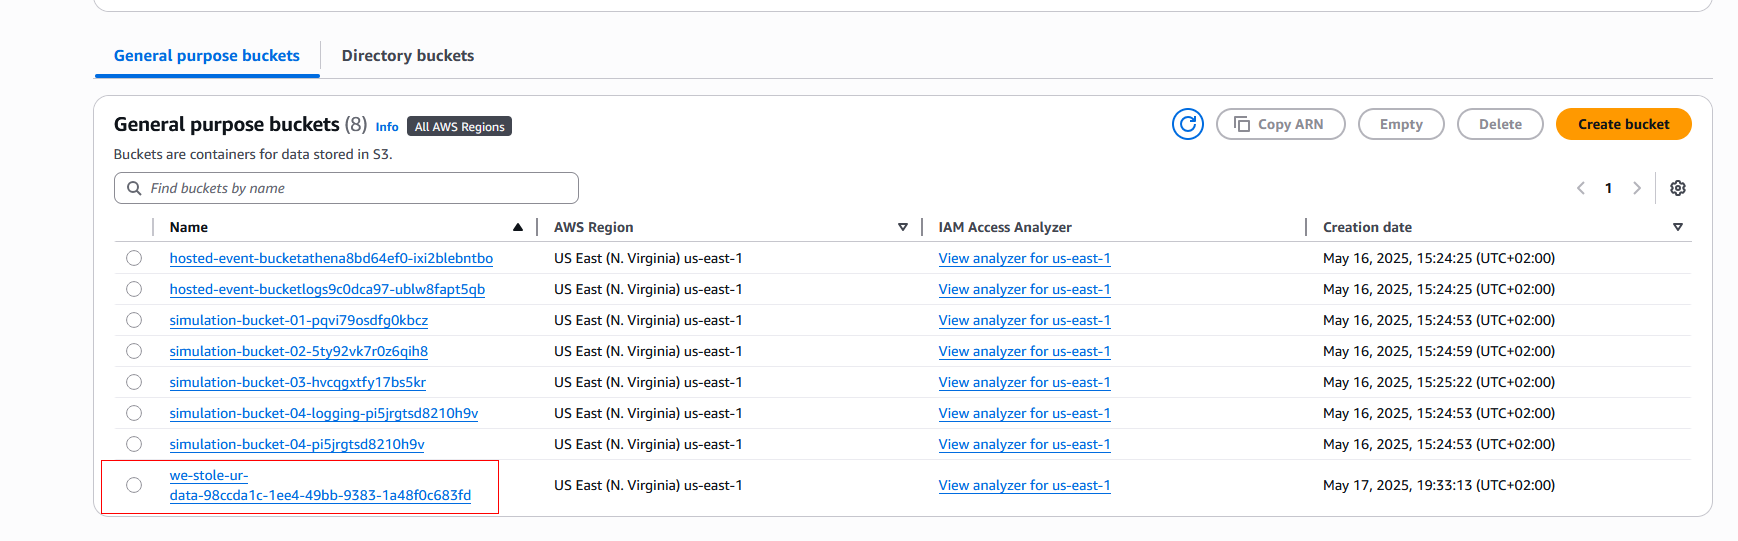 General purpose buckets Directory buckets
General purpose buckets (8) Info All AWS Regions Copy ARN Empty Delete Create bucket
Buckets are containers for data stored in S3.
Find buckets by name 1
Name AWS Region IAM Access Analyzer Creation date
hosted-event-bucketathena8bd64ef0-ixi2blebntbo US East (N. Virginia) us-east-1 View analyzer for us-east-1 May 16, 2025, 15:24:25 (UTC+02:00)
hosted-event-bucketlogs9c0dca97-ublw8fapt5qb US East (N. Virginia) us-east-1 View analyzer for us-east-1 May 16, 2025, 15:24:25 (UTC+02:00)
simulation-bucket-01-pqvi79osdfg0kbcz US East (N. Virginia) us-east-1 View analyzer for us-east-1 May 16, 2025, 15:24:53 (UTC+02:00)
simulation-bucket-02-5ty92vk7r0z6qih8 US East (N. Virginia) us-east-1 View analyzer for us-east-1 May 16, 2025, 15:24:59 (UTC+02:00)
simulation-bucket-03-hvcqgxtfy17bs5kr US East (N. Virginia) us-east-1 View analyzer for us-east-1 May 16, 2025, 15:25:22 (UTC+02:00)
simulation-bucket-04-logging-pi5jrgtsd8210h9v US East (N. Virginia) us-east-1 View analyzer for us-east-1 May 16, 2025, 15:24:53 (UTC+02:00)
simulation-bucket-04-pi5jrgtsd8210h9v US East (N. Virginia) us-east-1 View analyzer for us-east-1 May 16, 2025, 15:24:53 (UTC+02:00)
we-stole-ur-
data-98ccda1c-1ee4-49bb-9383-1a48f0c683fd US East (N. Virginia) us-east-1 View analyzer for us-east-1 May 17, 2025, 19:33:13 (UTC+02:00)